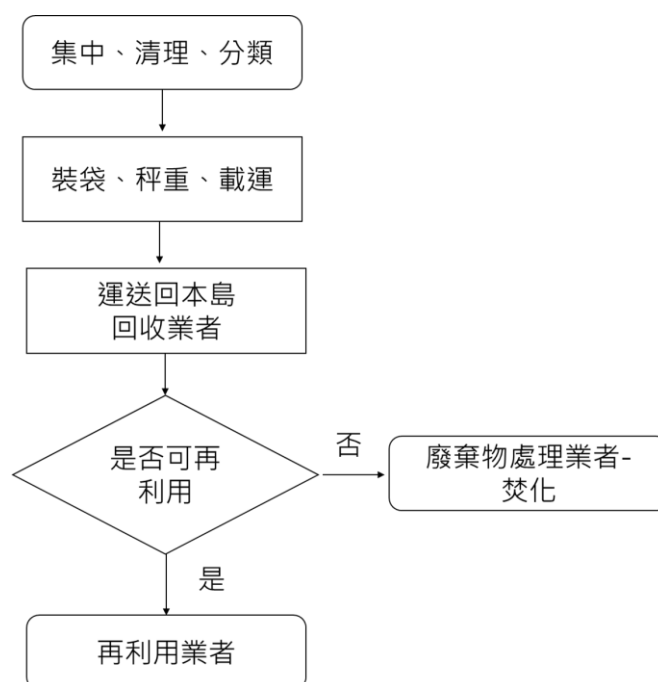 集中、清理、分類
裝袋、秤重、載運
運送回本島
回收業者
是否可再
利用
否
廢棄物處理業者-
焚化
是
再利用業者